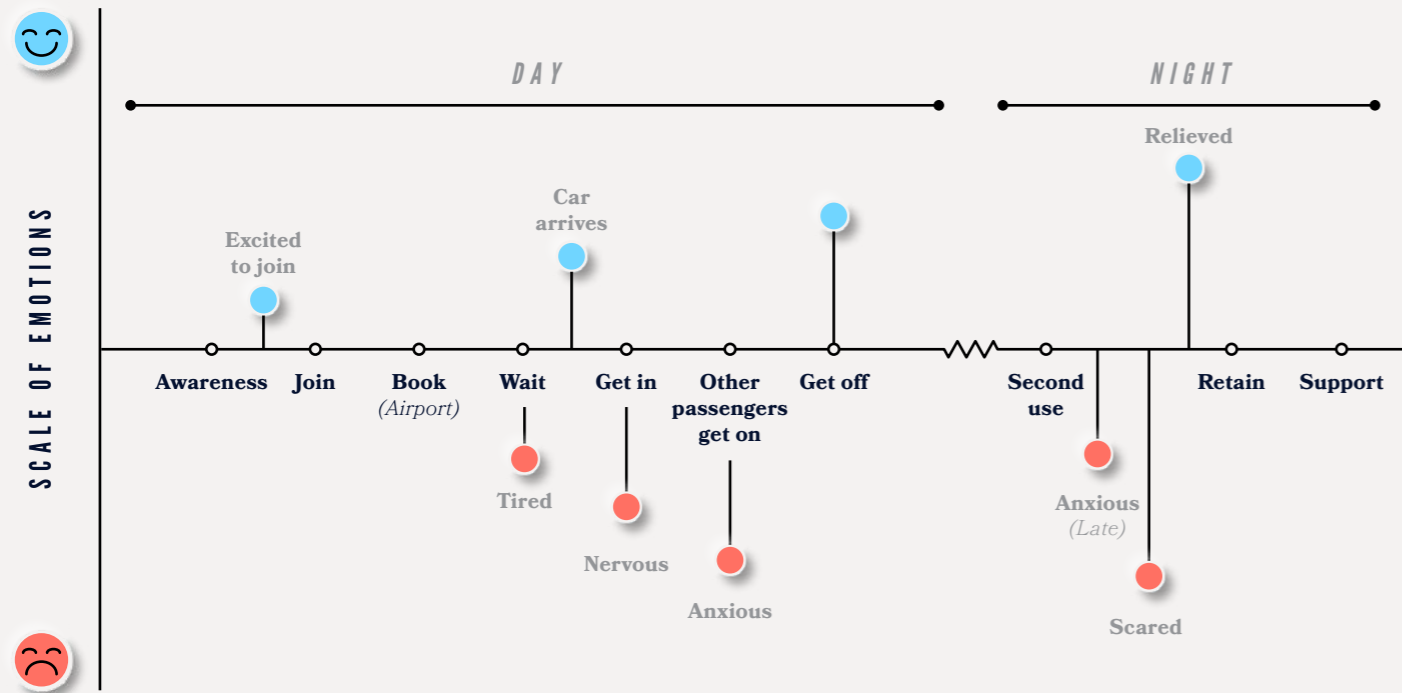 DAY
NIGHT
Relieved
Car
arrives
Excited
to join
SCALE OF EMOTIONS
Awareness
Join
Book
(Airport)
Wait
Get in
Other
passengers
get on
Get off
Second
use
Retain
Support
Tired
Nervous
Anxious
Anxious
(Late)
Scared